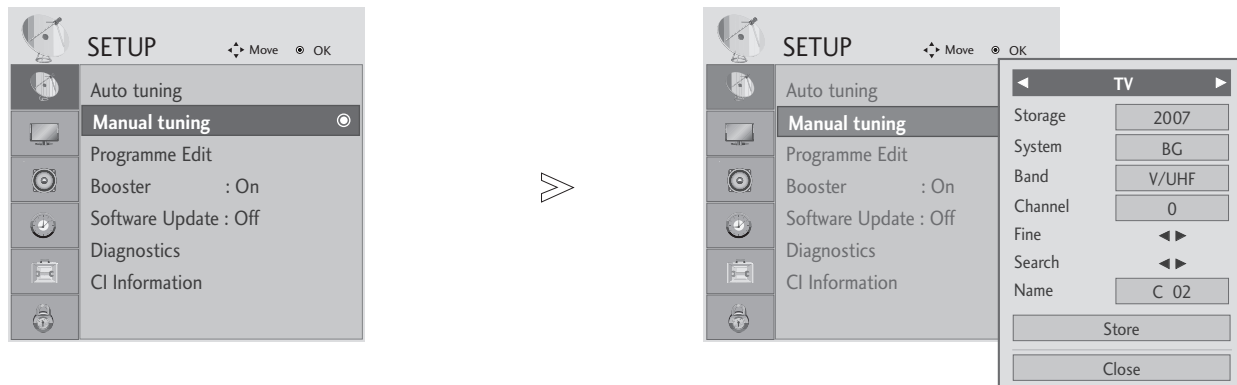 SETUP Move OK
Auto tuning
Manual tuning
Programme Edit
Booster : On
Software Update : Off
Diagnostics
CI Information
SETUP Move OK
Auto tuning
Manual tuning
Programme Edit
Booster : On
Software Update : Off
Diagnostics
CI Information
◄ TV ►
Storage 2007
System BG
Band V/UHF
Channel 0
Fine ◄ ►
Search ◄ ►
Name C 02
Store
Close